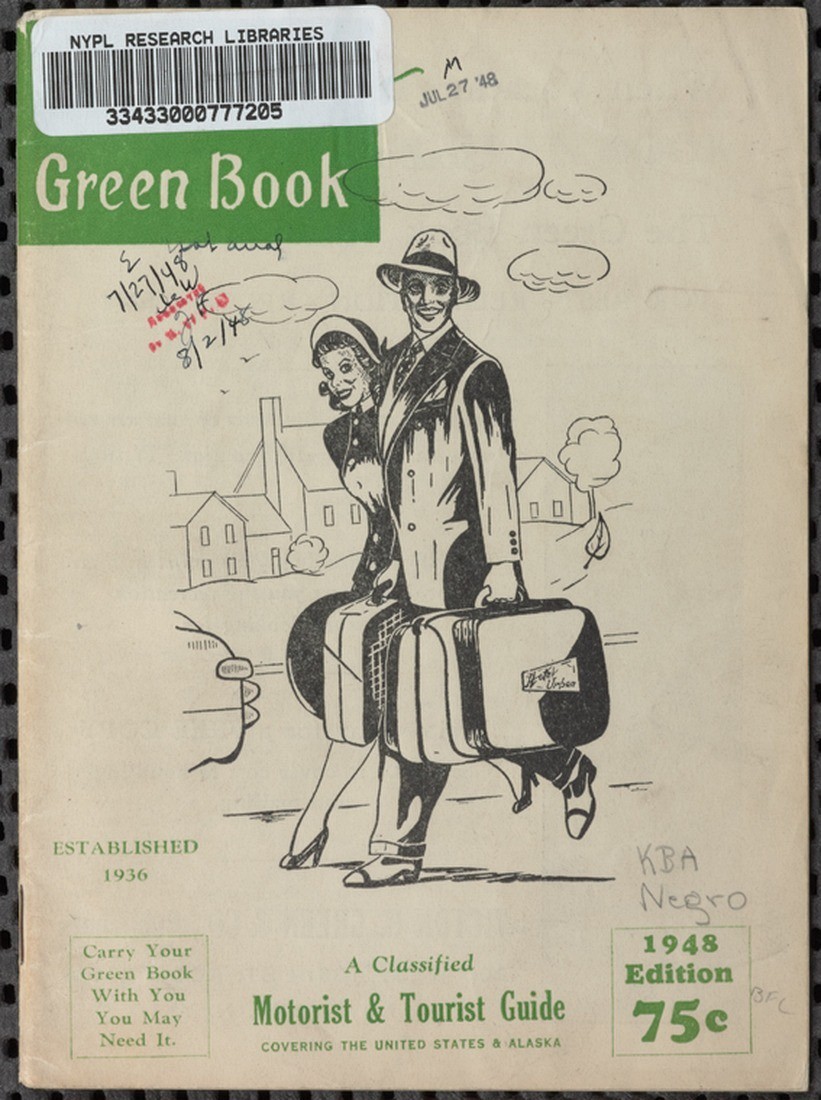 NYPL RESEARCH LIBRARIES
33433000777205
M
JUL 27 '48
Green Book
7/27/48
8/2/48
ESTABLISHED
1936
KBA
Negro
Carry Your
Green Book
With You
You May
Need It.
A Classified
Motorist & Tourist Guide
COVERING THE UNITED STATES & ALASKA
1948
Edition
75c